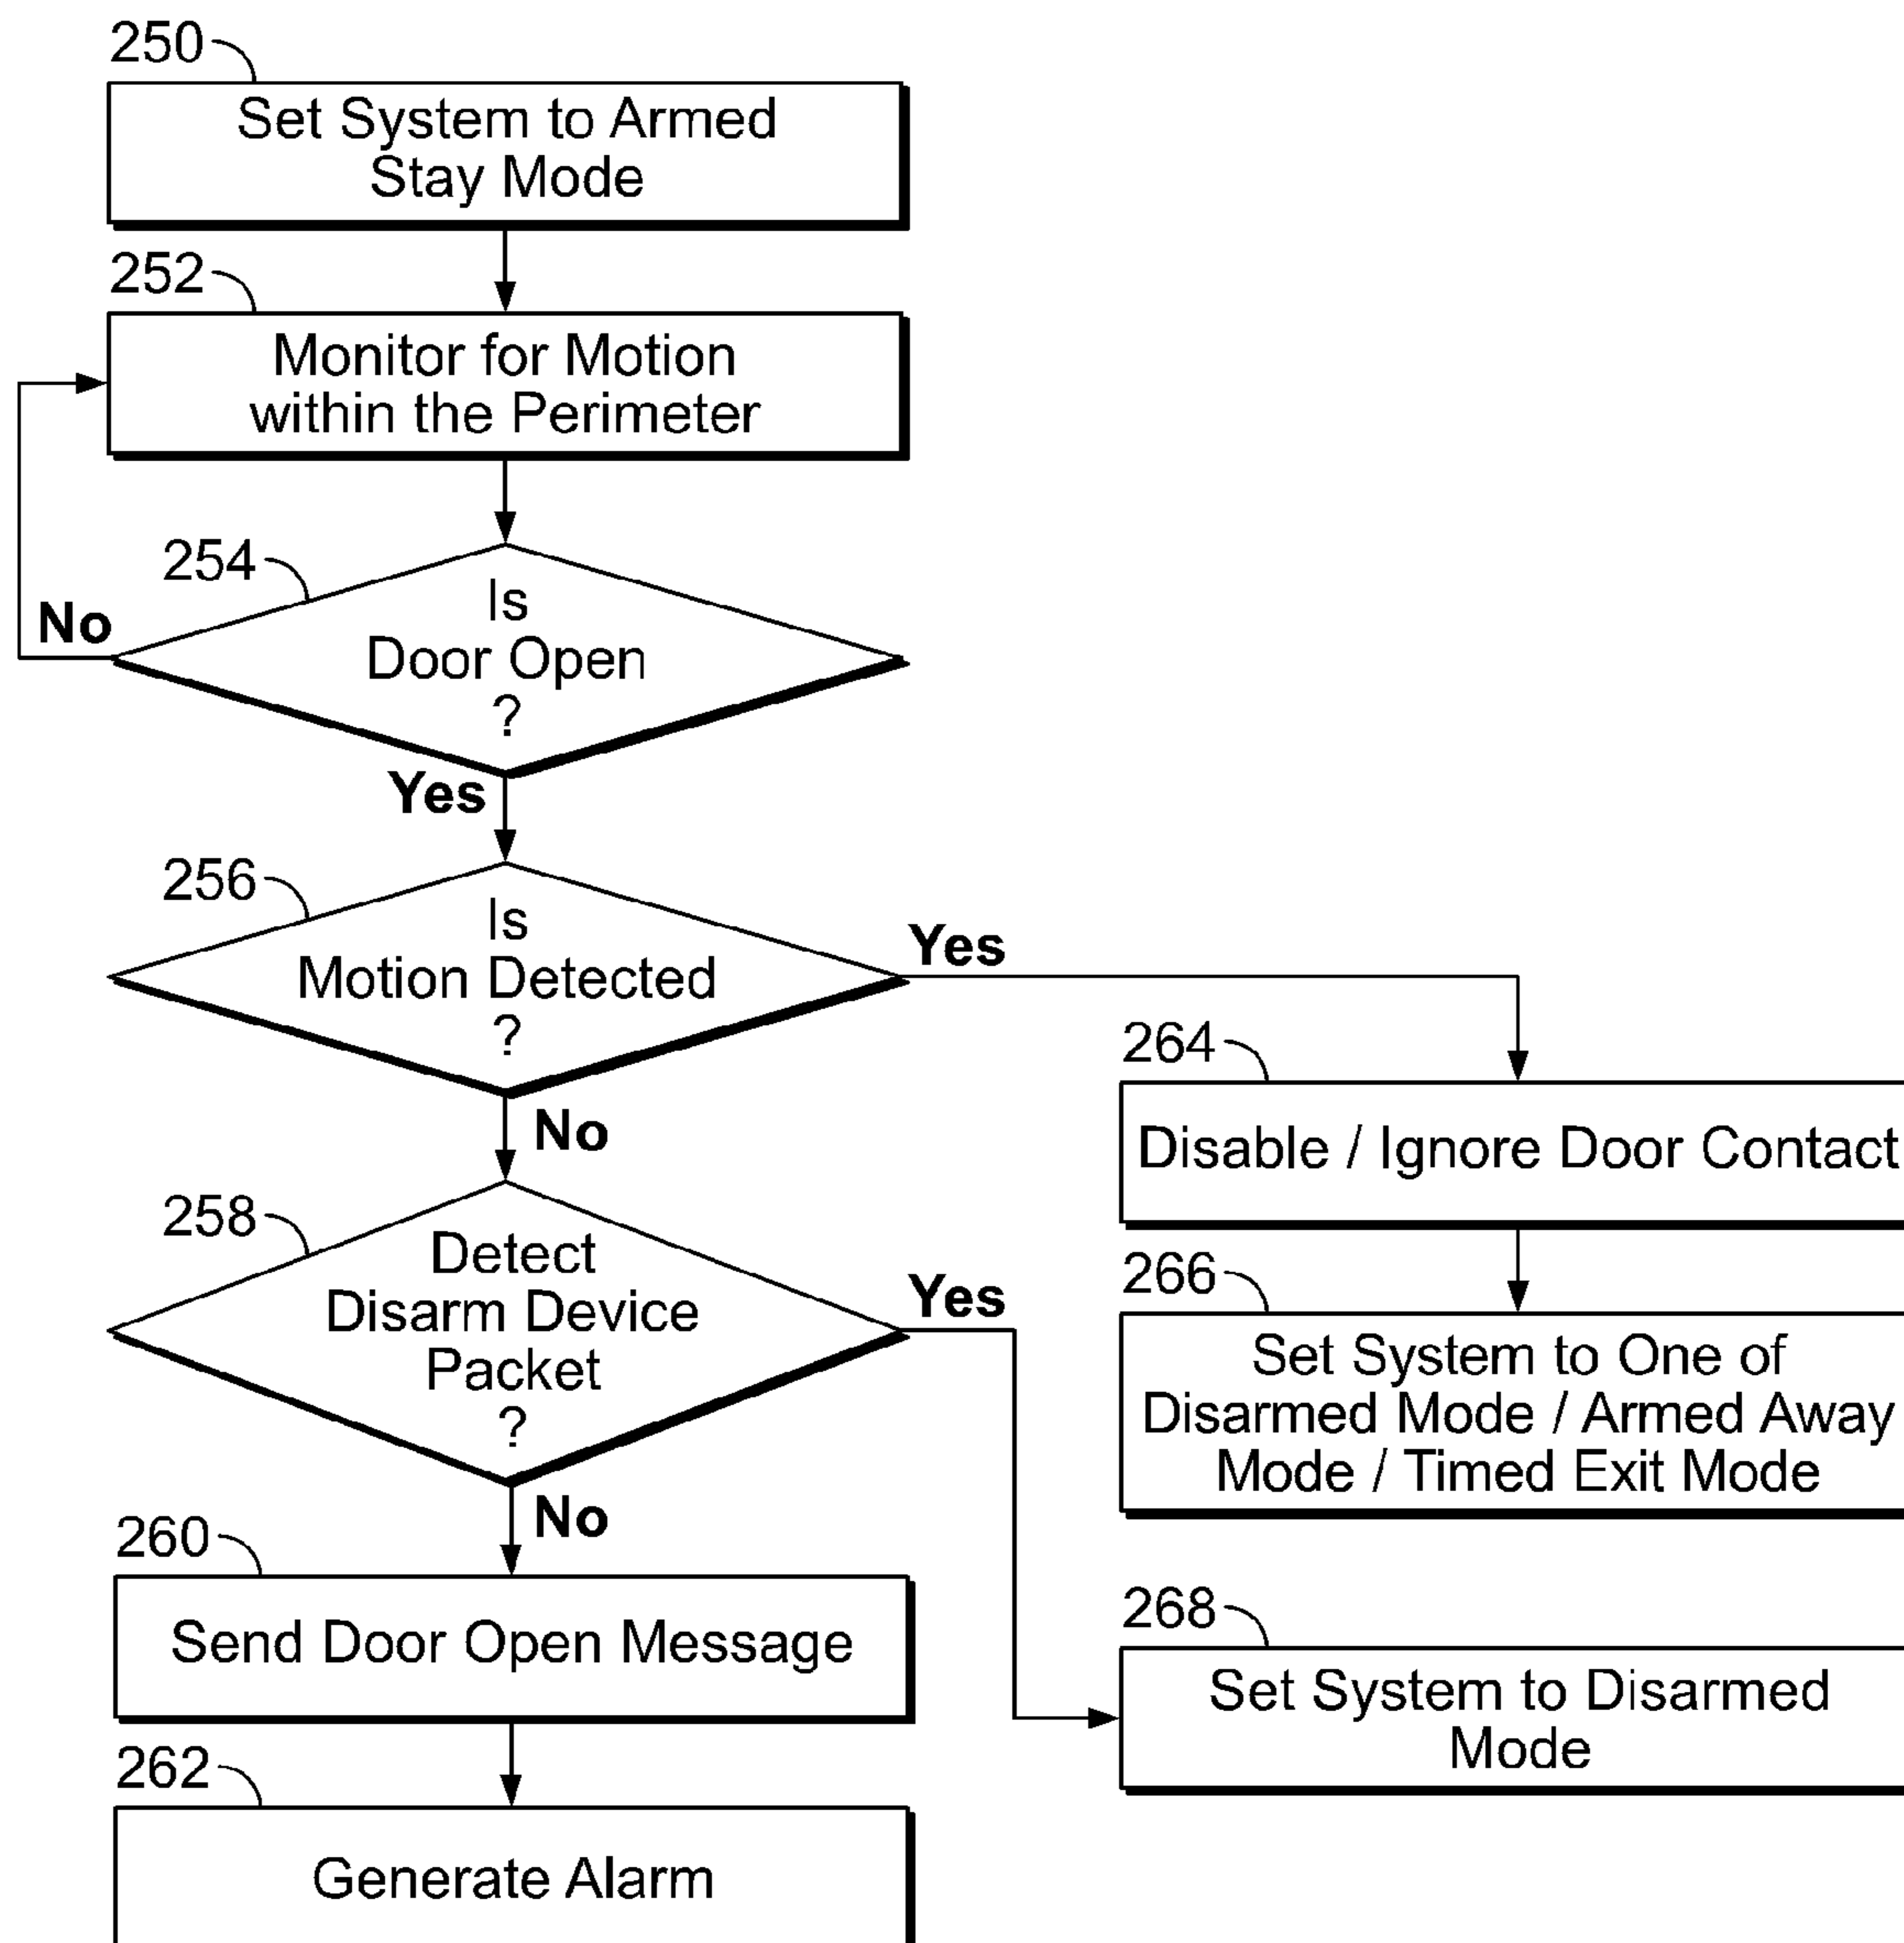 250
Set System to Armed
Stay Mode
252
Monitor for Motion
within the Perimeter
254
Is
Door Open
?
No
Yes
256
Is
Motion Detected
?
Yes
No
264
Disable / Ignore Door Contact
258
Detect
Disarm Device
Packet
?
Yes
No
266
Set System to One of
Disarmed Mode / Armed Away
Mode / Timed Exit Mode
260
Send Door Open Message
268
Set System to Disarmed
Mode
262
Generate Alarm